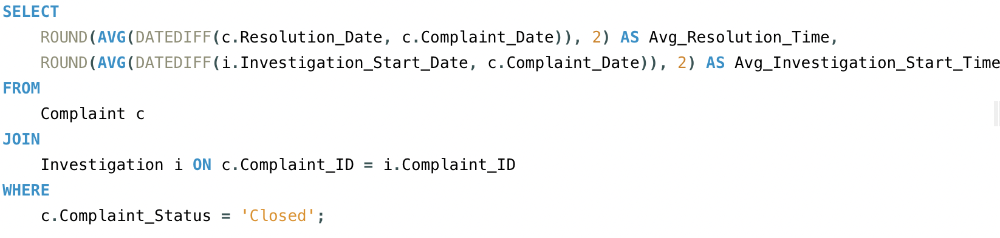 SELECT
    ROUND(AVG(DATEDIFF(c.Resolution_Date, c.Complaint_Date)), 2) AS Avg_Resolution_Time,
    ROUND(AVG(DATEDIFF(i.Investigation_Start_Date, c.Complaint_Date)), 2) AS Avg_Investigation_Start_Time
FROM
    Complaint c
JOIN
    Investigation i ON c.Complaint_ID = i.Complaint_ID
WHERE
    c.Complaint_Status = 'Closed';